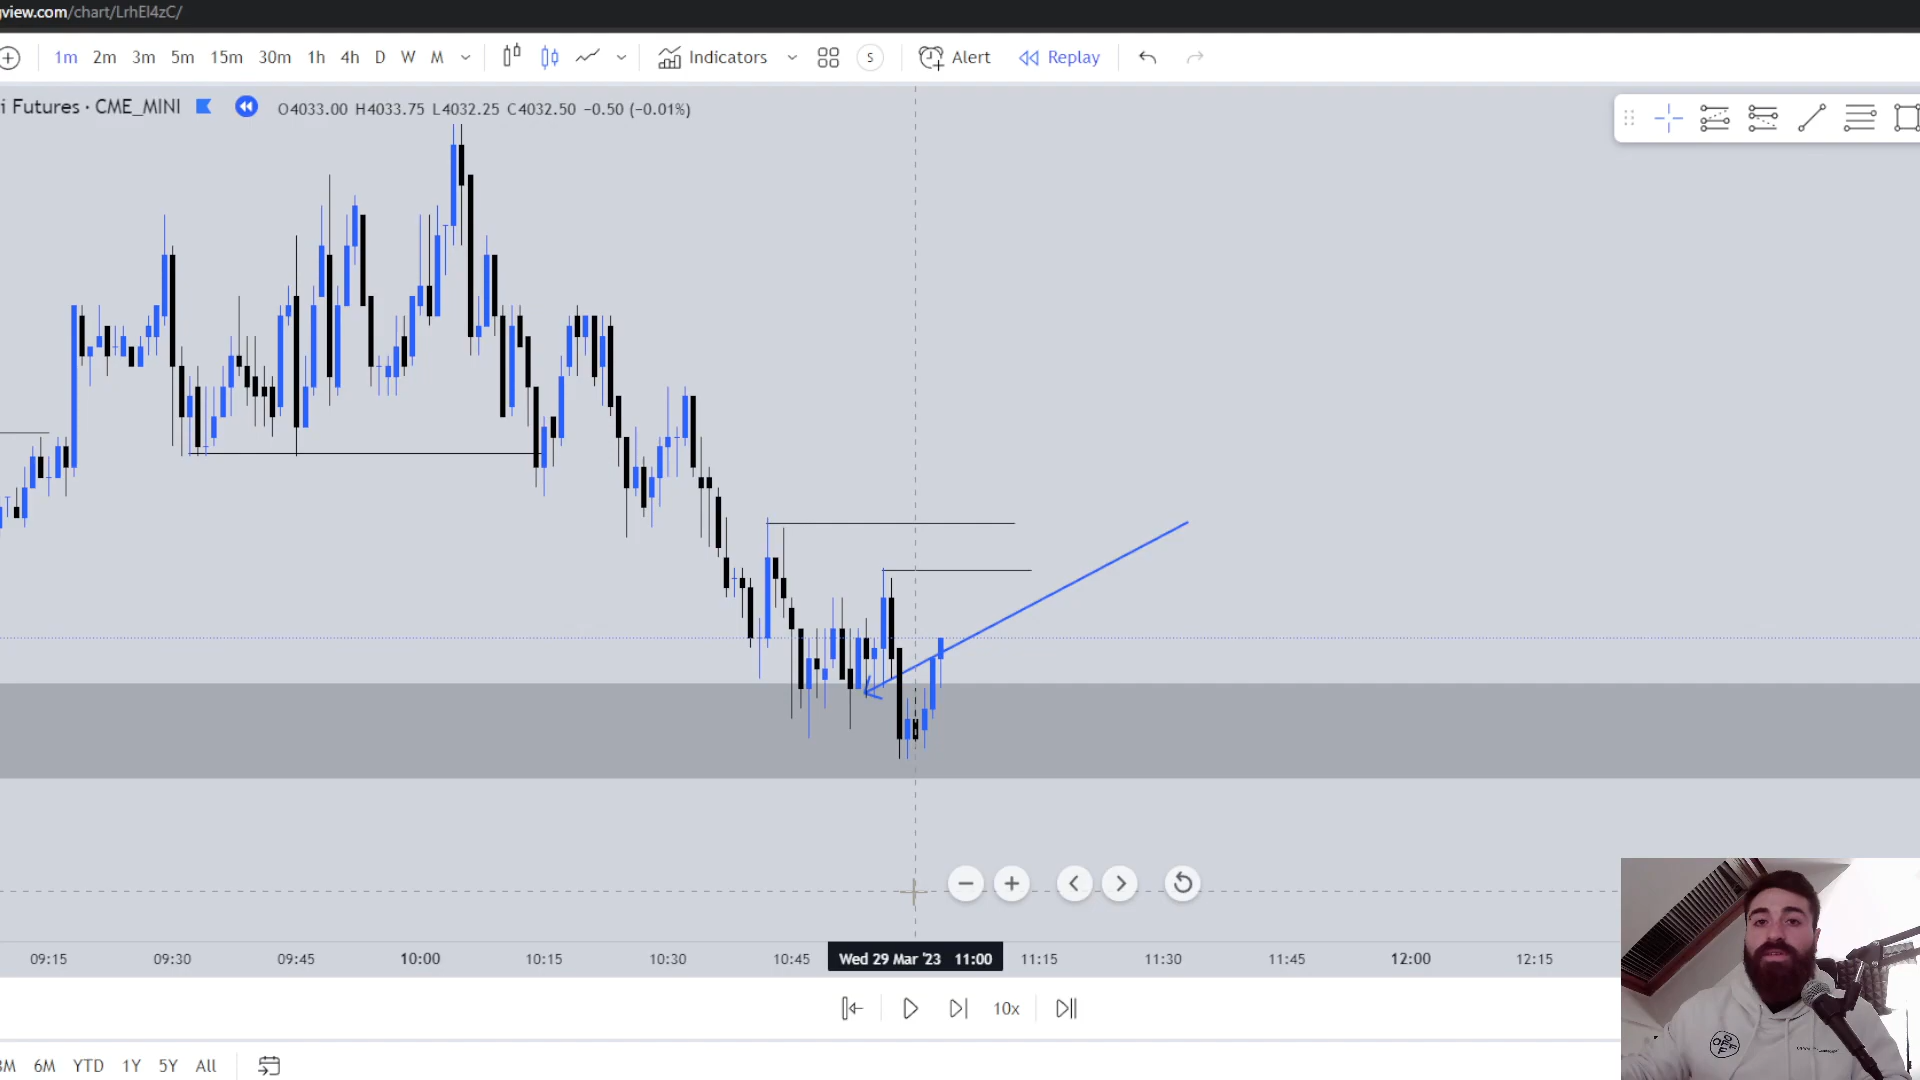 view.com/chart/LrhEl4zC/
1m 2m 3m 5m 15m 30m 1h 4h D W M Indicators S Alert Replay
i Futures · CME_MINI O4033.00 H4033.75 L4032.25 C4032.50 −0.50 (−0.01%)
09:15 09:30 09:45 10:00 10:15 10:30 10:45 Wed 29 Mar '23 11:00 11:15 11:30 11:45 12:00 12:15
10x
3M 6M YTD 1Y 5Y All